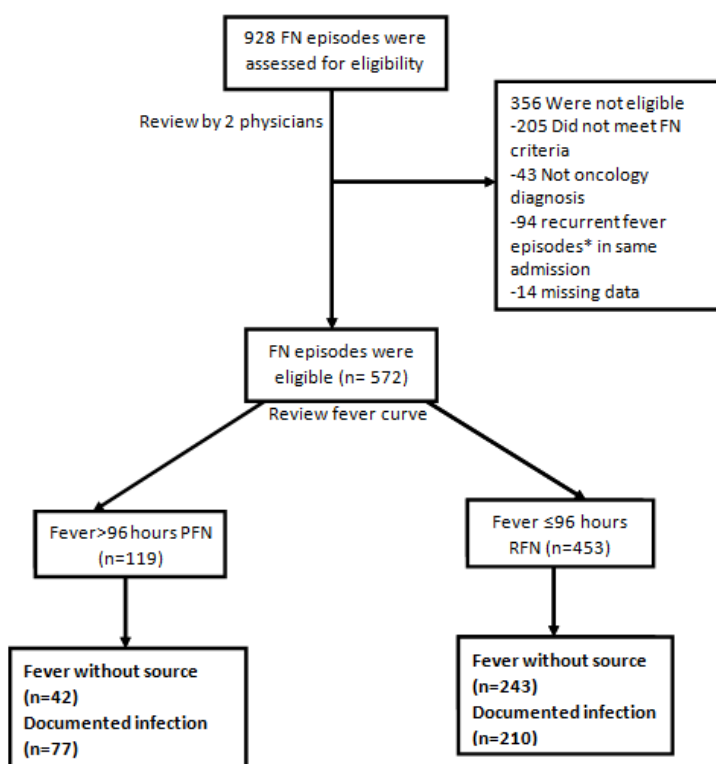 928 FN episodes were
assessed for eligibility
Review by 2 physicians
356 Were not eligible
-205 Did not meet FN
criteria
-43 Not oncology
diagnosis
-94 recurrent fever
episodes* in same
admission
-14 missing data
FN episodes were
eligible (n= 572)
Review fever curve
Fever>96 hours PFN
(n=119)
Fever ≤96 hours
RFN (n=453)
Fever without source
(n=42)
Documented infection
(n=77)
Fever without source
(n=243)
Documented infection
(n=210)